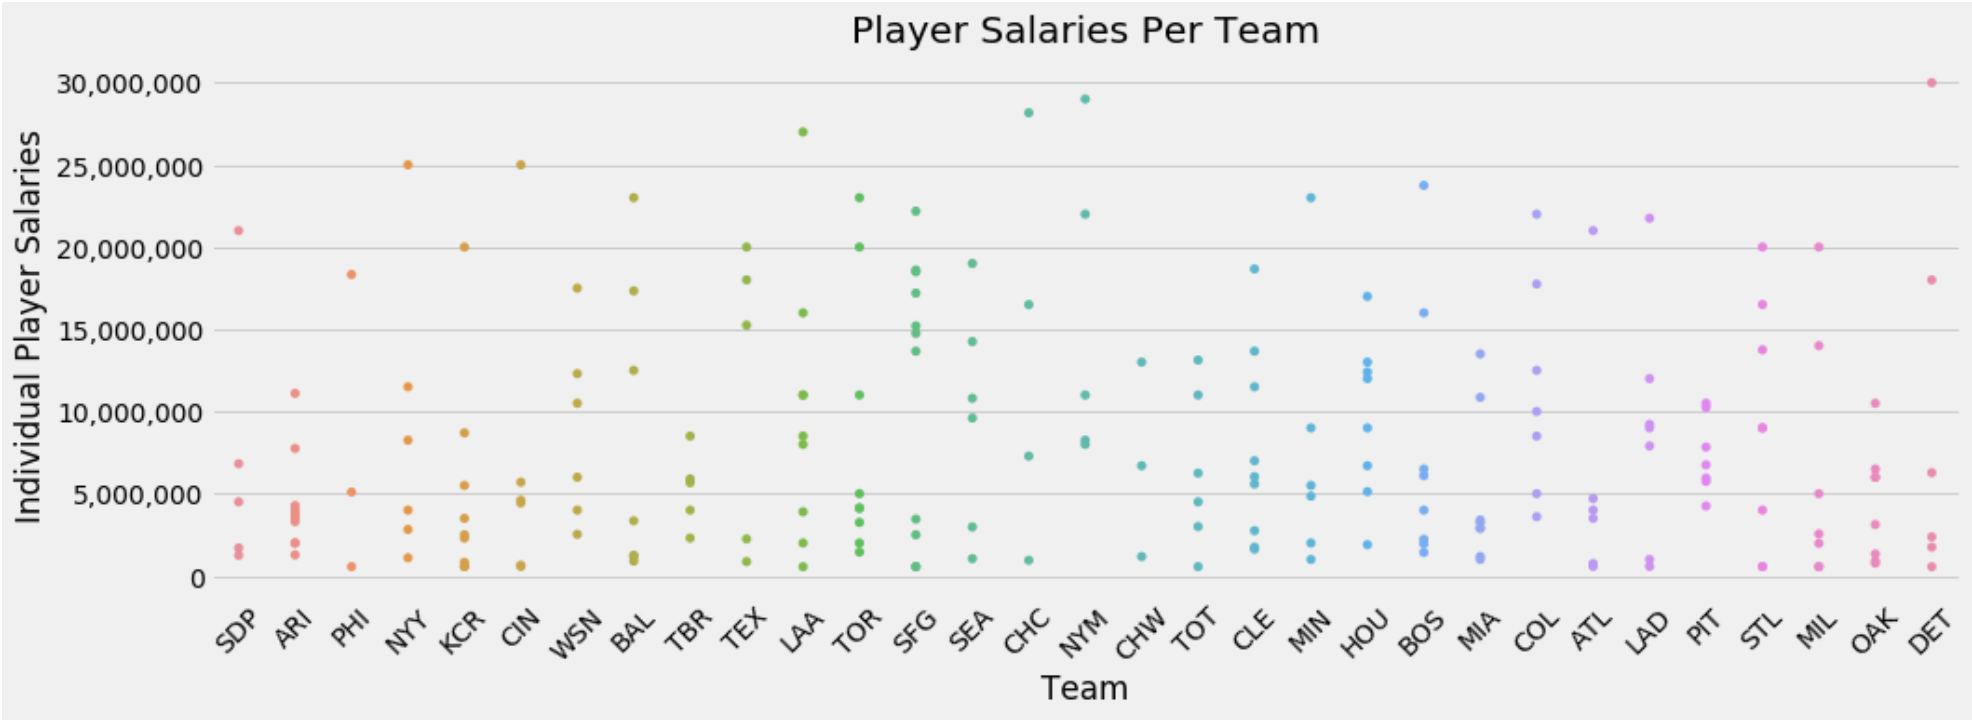 Player Salaries Per Team
Individual Player Salaries
30,000,000
25,000,000
20,000,000
15,000,000
10,000,000
5,000,000
0
SDP
ARI
PHI
NYY
KCR
CIN
WSN
BAL
TBR
TEX
LAA
TOR
SFG
SEA
CHC
NYM
CHW
TOT
CLE
MIN
HOU
BOS
MIA
COL
ATL
LAD
PIT
STL
MIL
OAK
DET
Team